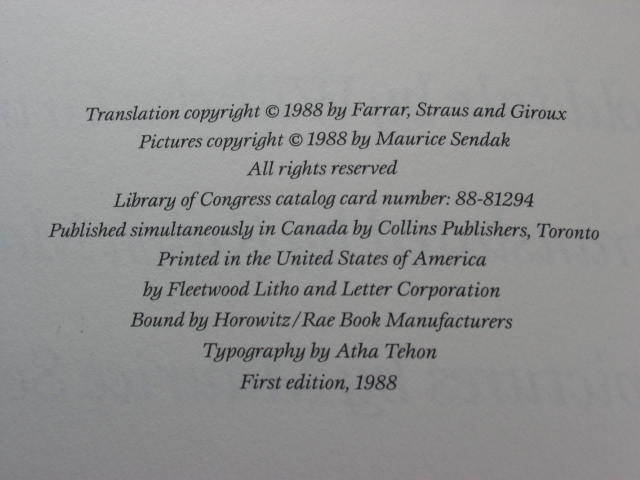 Translation copyright © 1988 by Farrar, Straus and Giroux
Pictures copyright © 1988 by Maurice Sendak
All rights reserved
Library of Congress catalog card number: 88-81294
Published simultaneously in Canada by Collins Publishers, Toronto
Printed in the United States of America
by Fleetwood Litho and Letter Corporation
Bound by Horowitz/Rae Book Manufacturers
Typography by Atha Tehon
First edition, 1988